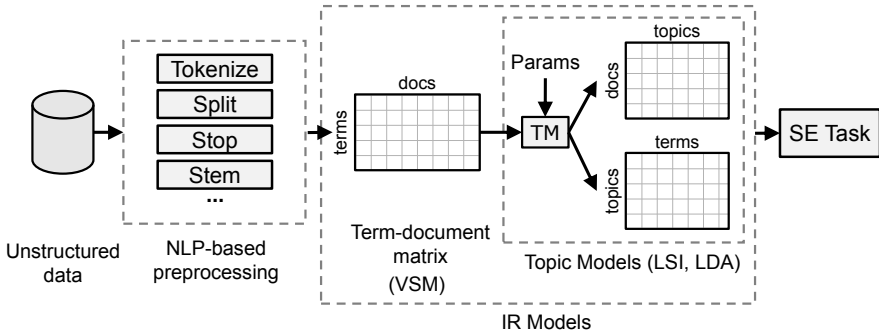 Tokenize
Split
Stop
Stem
...
Unstructured
data
NLP-based
preprocessing
docs
terms
Term-document
matrix
(VSM)
Params
TM
topics
docs
terms
topics
Topic Models (LSI, LDA)
IR Models
SE Task